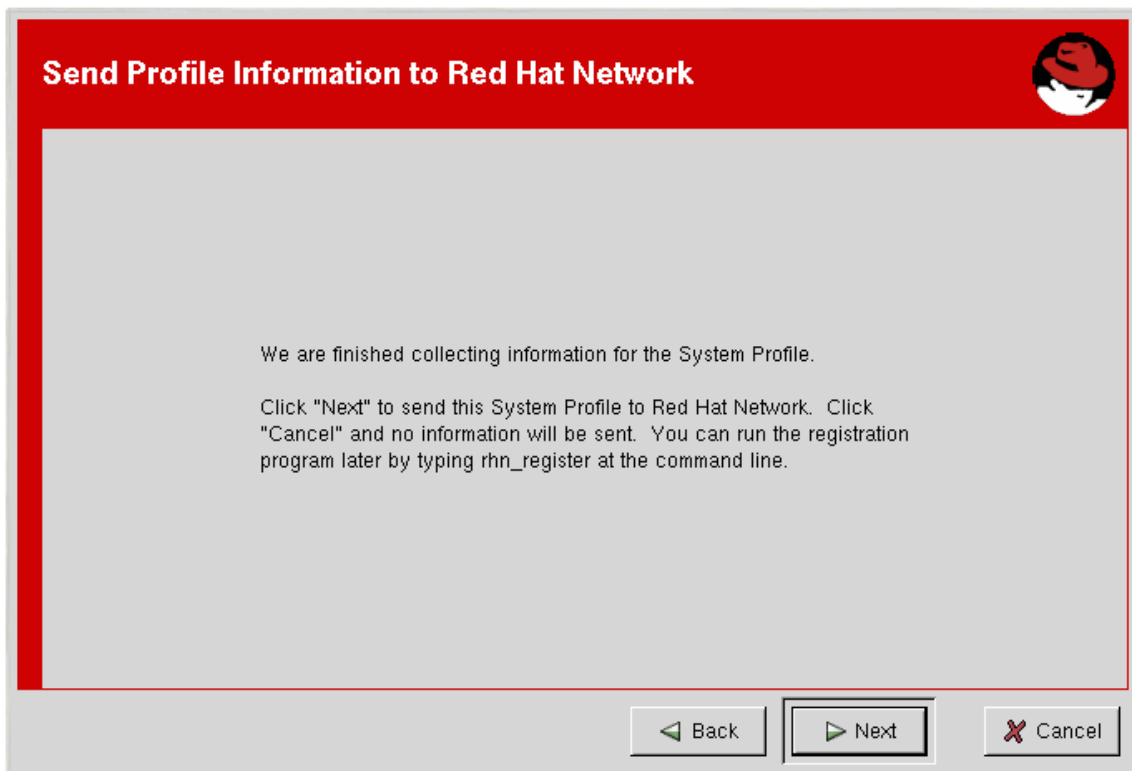 Send Profile Information to Red Hat Network
We are finished collecting information for the System Profile.
Click "Next" to send this System Profile to Red Hat Network.  Click
"Cancel" and no information will be sent.  You can run the registration
program later by typing rhn_register at the command line.
Back
Next
Cancel